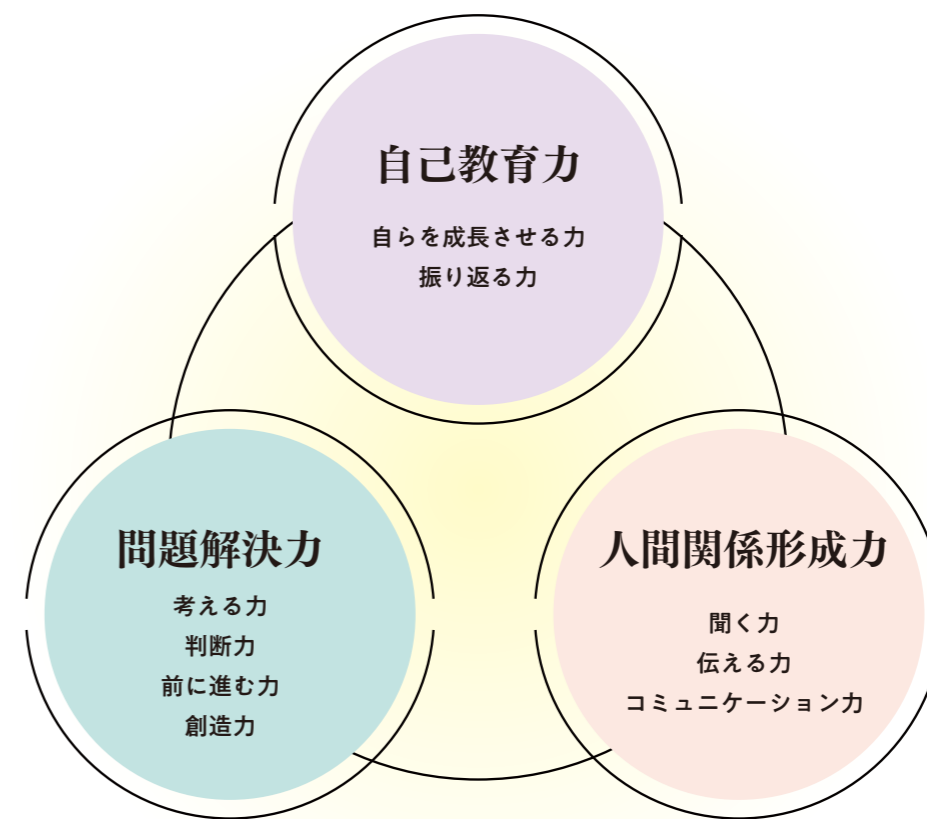 自己教育力
自らを成長させる力
振り返る力
問題解決力
考える力
判断力
前に進む力
創造力
人間関係形成力
聞く力
伝える力
コミュニケーション力